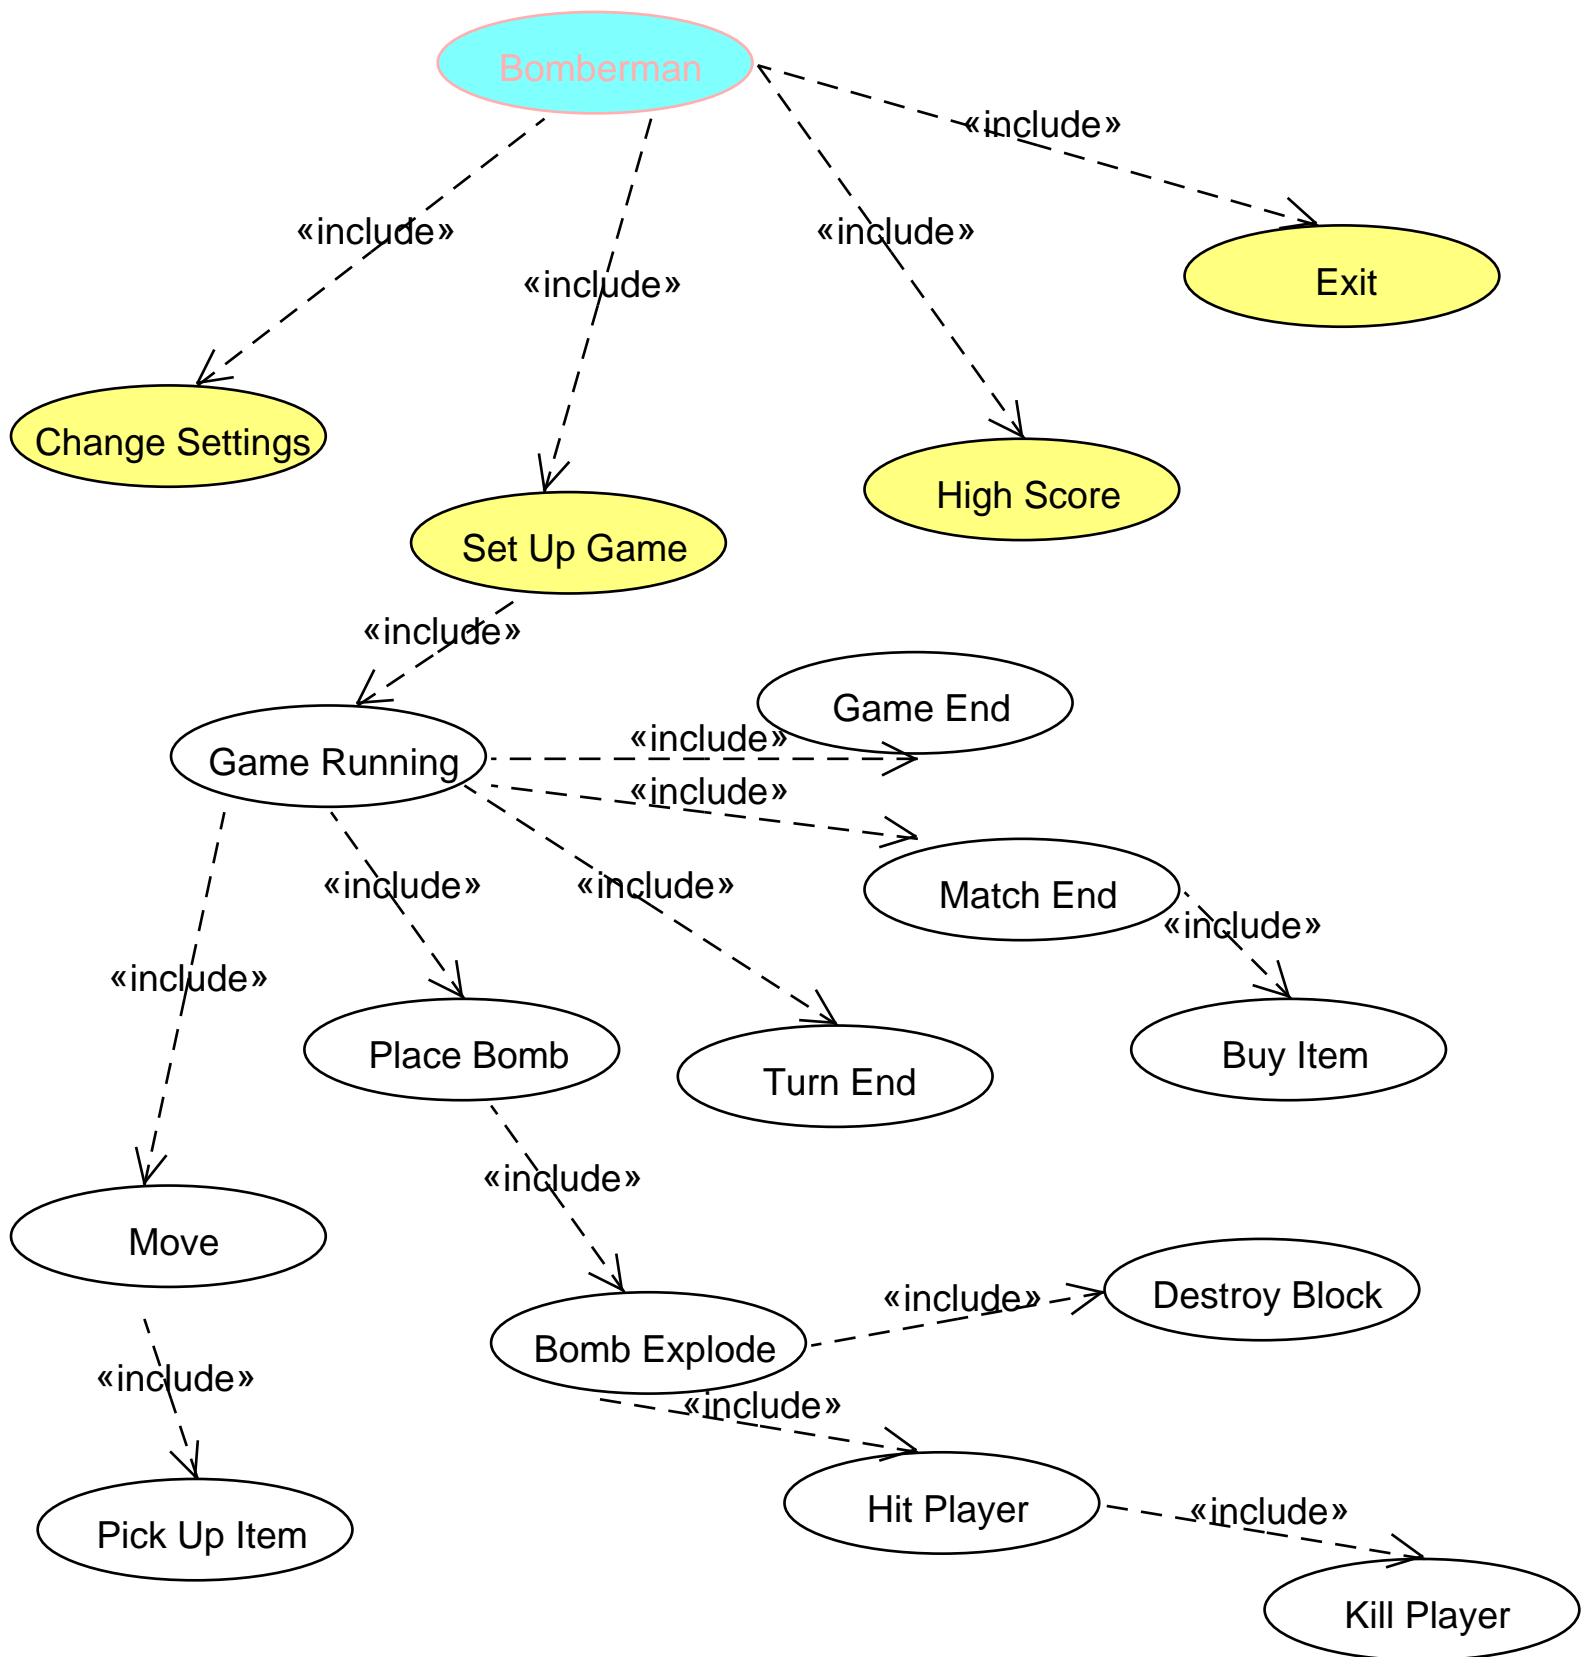 Bomberman
«include»
«include»
«include»
«include»
Exit
Change Settings
High Score
Set Up Game
«include»
Game End
Game Running
«include»
«include»
«include»
«include»
Match End
«include»
«include»
Place Bomb
Turn End
Buy Item
«include»
Move
Destroy Block
«include»
Bomb Explode
«include»
«include»
Hit Player
«include»
Pick Up Item
Kill Player